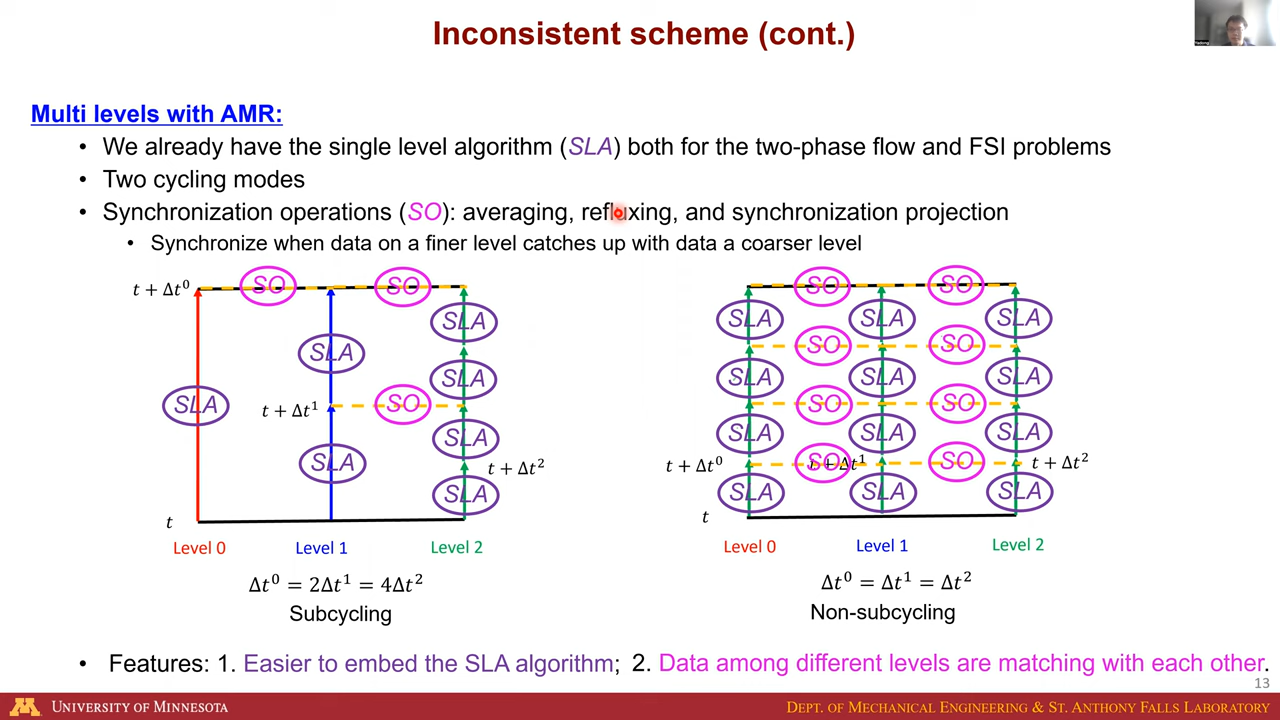 Inconsistent scheme (cont.)
Multi levels with AMR:
• We already have the single level algorithm (SLA) both for the two-phase flow and FSI problems
• Two cycling modes
• Synchronization operations (SO): averaging, refluxing, and synchronization projection
• Synchronize when data on a finer level catches up with data a coarser level
t + Δt⁰ SO SO
SLA
SLA
SLA
SLA t + Δt¹ SO
SLA
SLA t + Δt²
SLA
t
Level 0 Level 1 Level 2
Δt⁰ = 2Δt¹ = 4Δt²
Subcycling
SO SO
SLA SLA SLA
SO SO
SLA SLA SLA
SO SO
SLA SLA SLA
t + Δt⁰ SO t + Δt¹ SO t + Δt²
SLA SLA SLA
t
Level 0 Level 1 Level 2
Δt⁰ = Δt¹ = Δt²
Non-subcycling
• Features: 1. Easier to embed the SLA algorithm; 2. Data among different levels are matching with each other.
13
M UNIVERSITY OF MINNESOTA
DEPT. OF MECHANICAL ENGINEERING & ST. ANTHONY FALLS LABORATORY